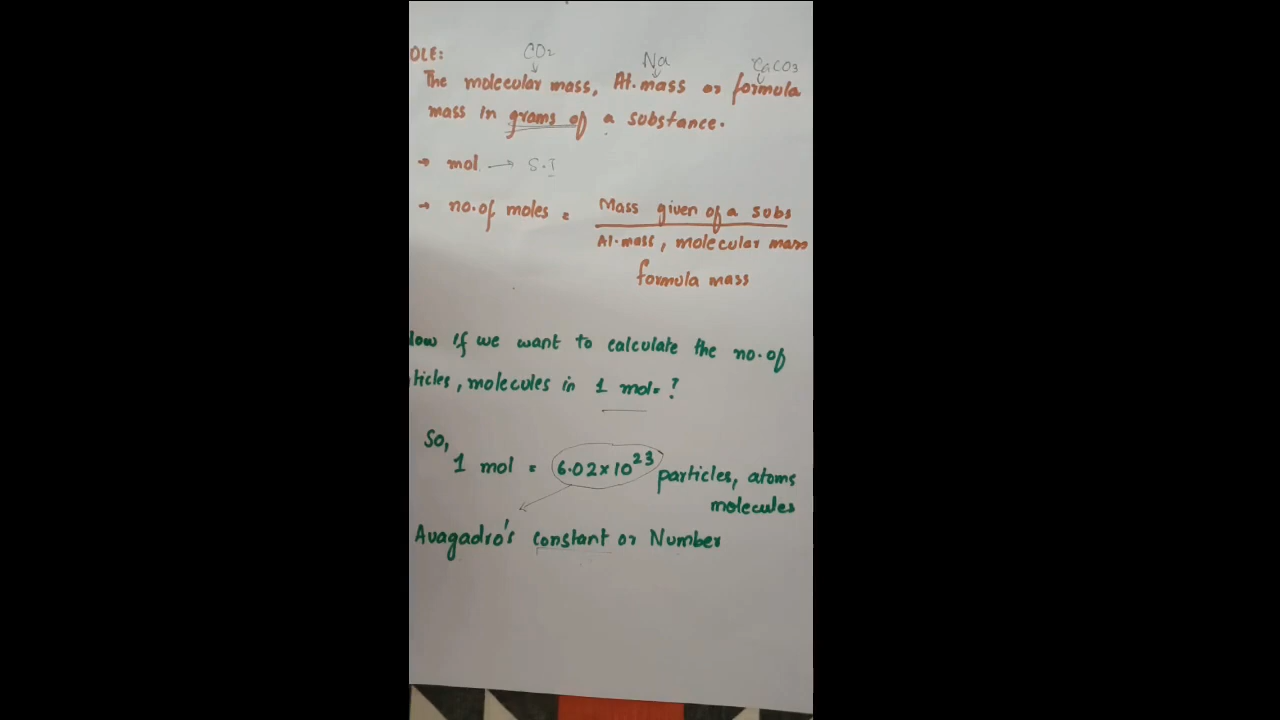 OLE:
CO2 Na CaCO3
The molecular mass, At.mass or formula
mass in grams of a substance.
→ mol → S.I
→ no.of moles = Mass given of a subs
At.mass, molecular mass
formula mass
Now if we want to calculate the no.of
ticles, molecules in 1 mol= ?
So,
1 mol = 6.02×10²³ particles, atoms
molecules
Avagadro's constant or Number